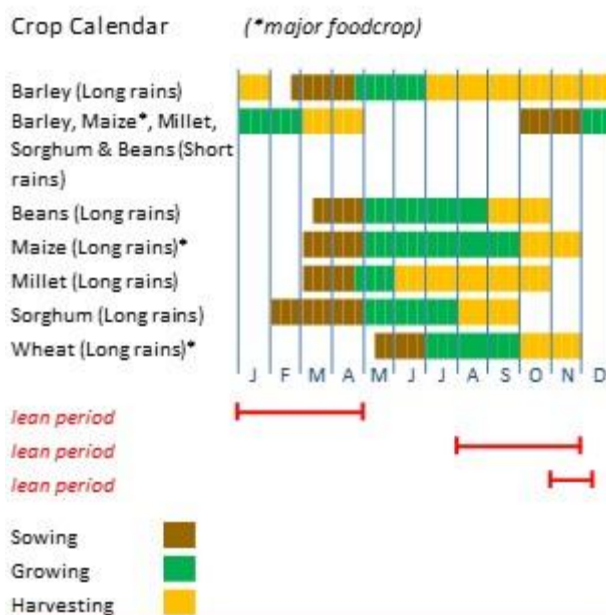 Crop Calendar (*major foodcrop)
Barley (Long rains)
Barley, Maize*, Millet,
Sorghum & Beans (Short
rains)
Beans (Long rains)
Maize (Long rains)*
Millet (Long rains)
Sorghum (Long rains)
Wheat (Long rains)*
J F M A M J J A S O N D
lean period
lean period
lean period
Sowing
Growing
Harvesting